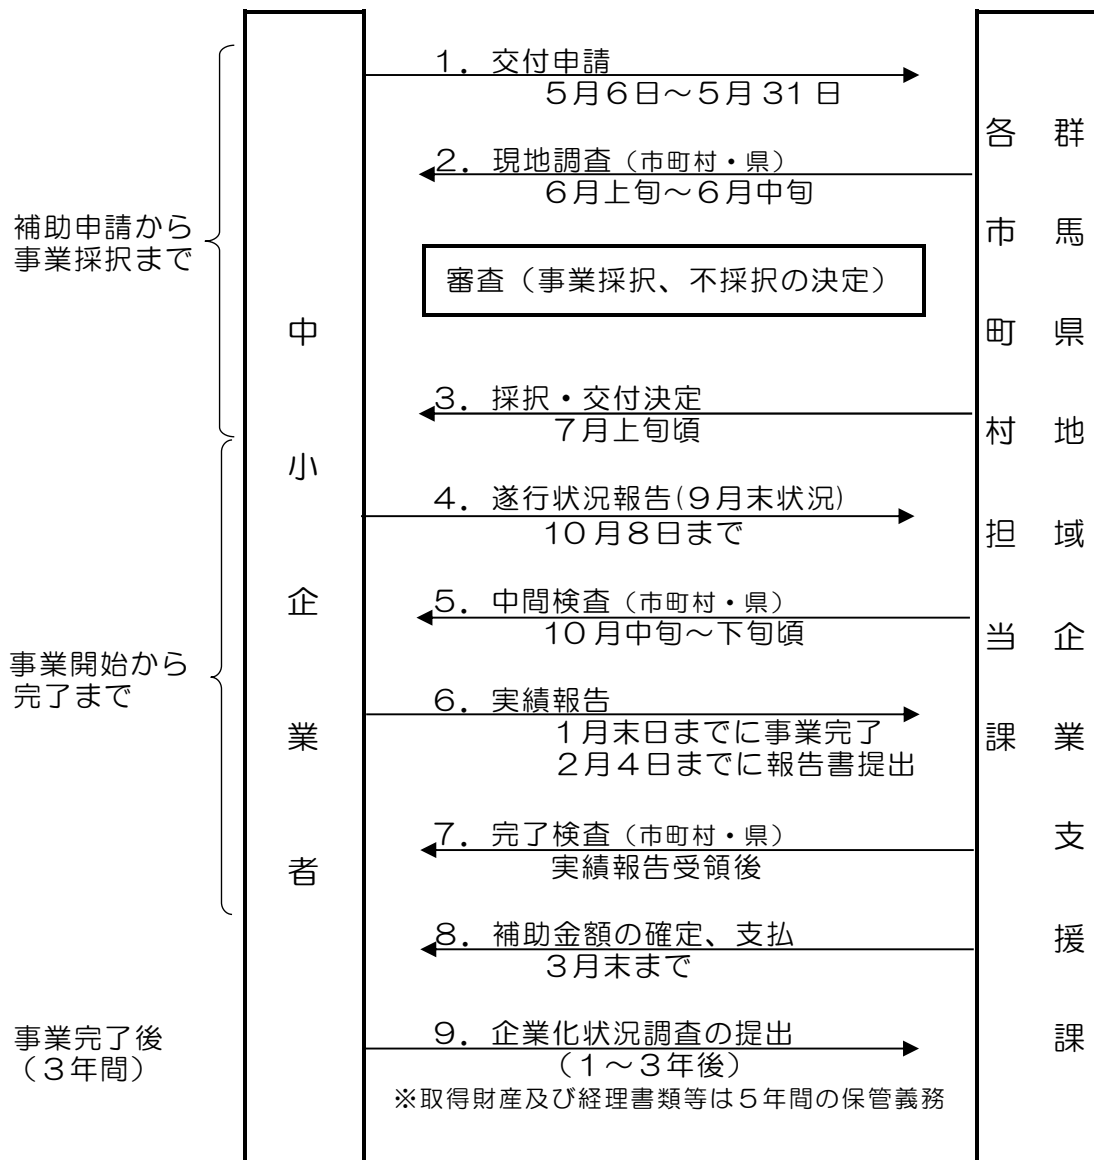 補助申請から
事業採択まで
事業開始から
完了まで
事業完了後
（３年間）
中小企業者
１．交付申請
５月６日～５月31日
２．現地調査（市町村・県）
６月上旬～６月中旬
審査（事業採択、不採択の決定）
３．採択・交付決定
７月上旬頃
４．遂行状況報告(９月末状況)
10月８日まで
５．中間検査（市町村・県）
10月中旬～下旬頃
６．実績報告
１月末日までに事業完了
２月４日までに報告書提出
７．完了検査（市町村・県）
実績報告受領後
８．補助金額の確定、支払
３月末まで
９．企業化状況調査の提出
（１～３年後）
※取得財産及び経理書類等は５年間の保管義務
群馬県地域企業支援課
各市町村担当課